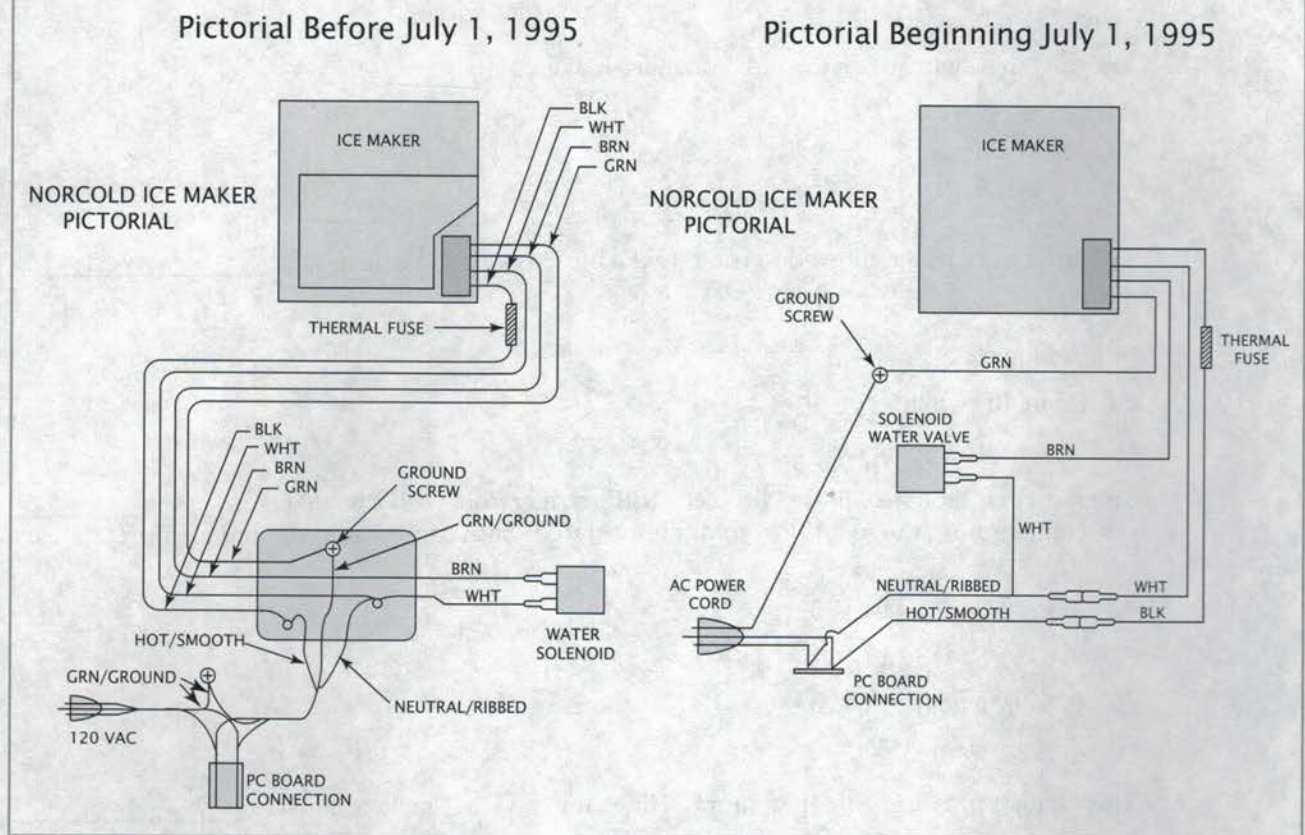 Pictorial Before July 1, 1995
BLK
WHT
BRN
GRN
ICE MAKER
NORCOLD ICE MAKER
PICTORIAL
THERMAL FUSE
BLK
WHT
BRN
GRN
GROUND
SCREW
GRN/GROUND
BRN
WHT
HOT/SMOOTH
WATER
SOLENOID
GRN/GROUND
NEUTRAL/RIBBED
120 VAC
PC BOARD
CONNECTION
Pictorial Beginning July 1, 1995
ICE MAKER
NORCOLD ICE MAKER
PICTORIAL
GROUND
SCREW
THERMAL
FUSE
GRN
SOLENOID
WATER VALVE
BRN
WHT
AC POWER
CORD
NEUTRAL/RIBBED
WHT
HOT/SMOOTH
BLK
PC BOARD
CONNECTION